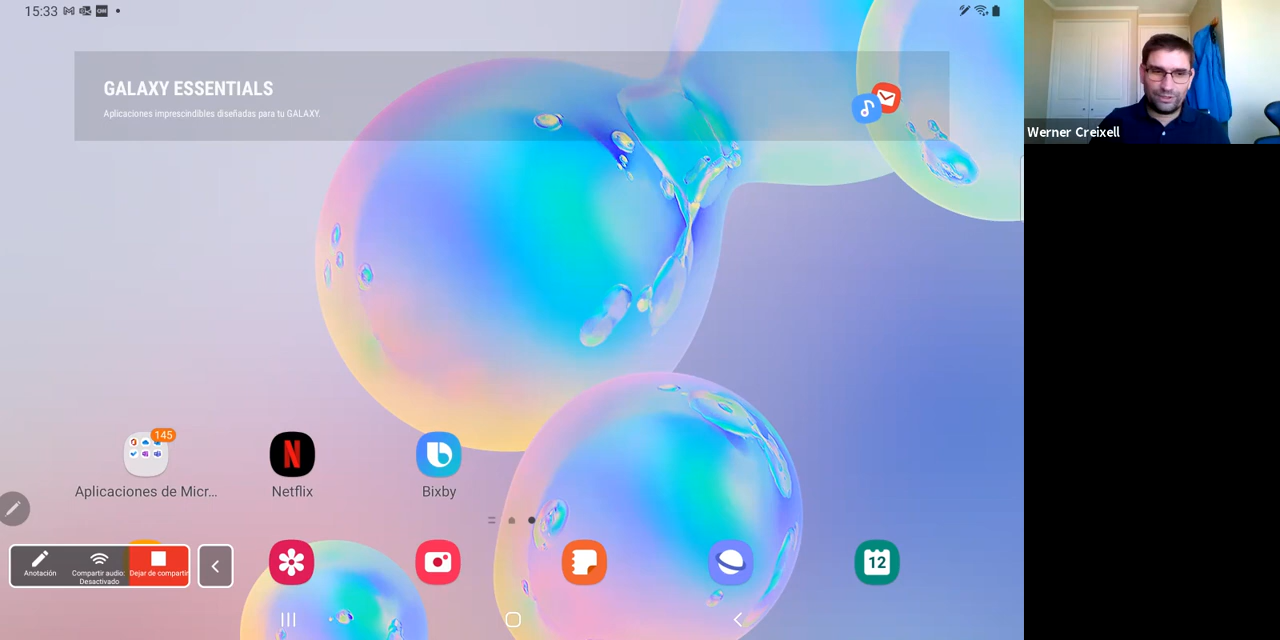 15:33
GALAXY ESSENTIALS
Aplicaciones imprescindibles diseñadas para tu GALAXY.
Werner Creixell
145
N
Aplicaciones de Micr...
Netflix
Bixby
Anotación
Compartir audio:
Desactivado
Dejar de compartir
12